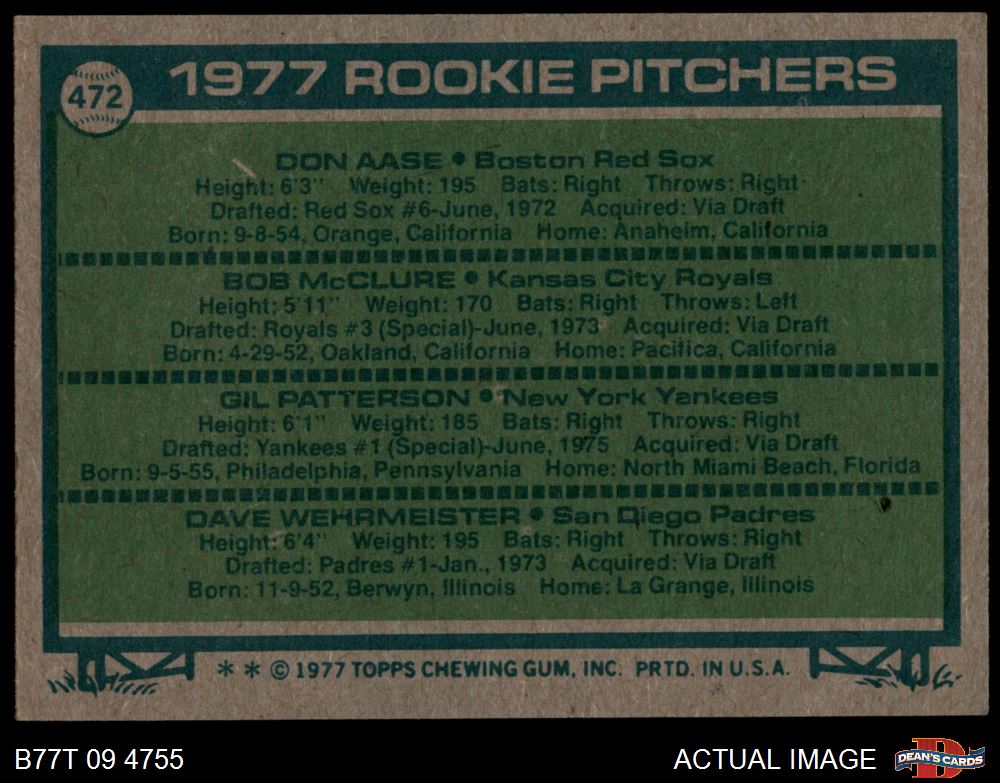 472
1977 ROOKIE PITCHERS
DON AASE • Boston Red Sox
Height: 6'3" Weight: 195 Bats: Right Throws: Right
Drafted: Red Sox #6-June, 1972 Acquired: Via Draft
Born: 9-8-54, Orange, California Home: Anaheim, California
BOB McCLURE • Kansas City Royals
Height: 5'11" Weight: 170 Bats: Right Throws: Left
Drafted: Royals #3 (Special)-June, 1973 Acquired: Via Draft
Born: 4-29-52, Oakland, California Home: Pacifica, California
GIL PATTERSON • New York Yankees
Height: 6'1" Weight: 185 Bats: Right Throws: Right
Drafted: Yankees #1 (Special)-June, 1975 Acquired: Via Draft
Born: 9-5-55, Philadelphia, Pennsylvania Home: North Miami Beach, Florida
DAVE WEHRMEISTER • San Diego Padres
Height: 6'4" Weight: 195 Bats: Right Throws: Right
Drafted: Padres #1-Jan., 1973 Acquired: Via Draft
Born: 11-9-52, Berwyn, Illinois Home: La Grange, Illinois
* * © 1977 TOPPS CHEWING GUM, INC. PRTD. IN U.S.A.
B77T 09 4755 ACTUAL IMAGE
D
DEAN'S CARDS